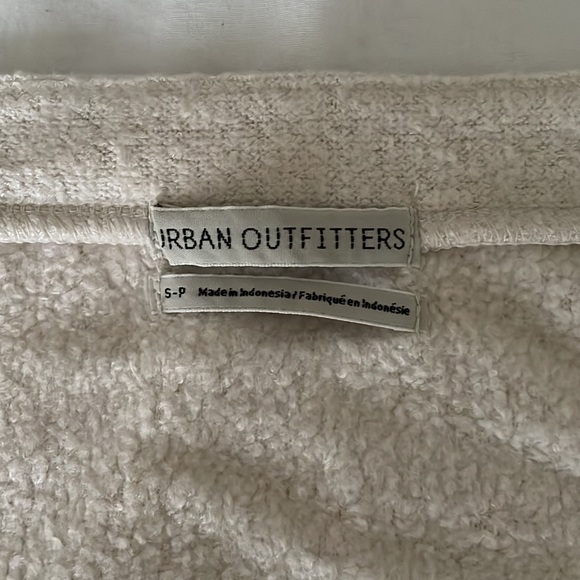 URBAN OUTFITTERS
S-P Made in Indonesia / Fabriqué en Indonésie